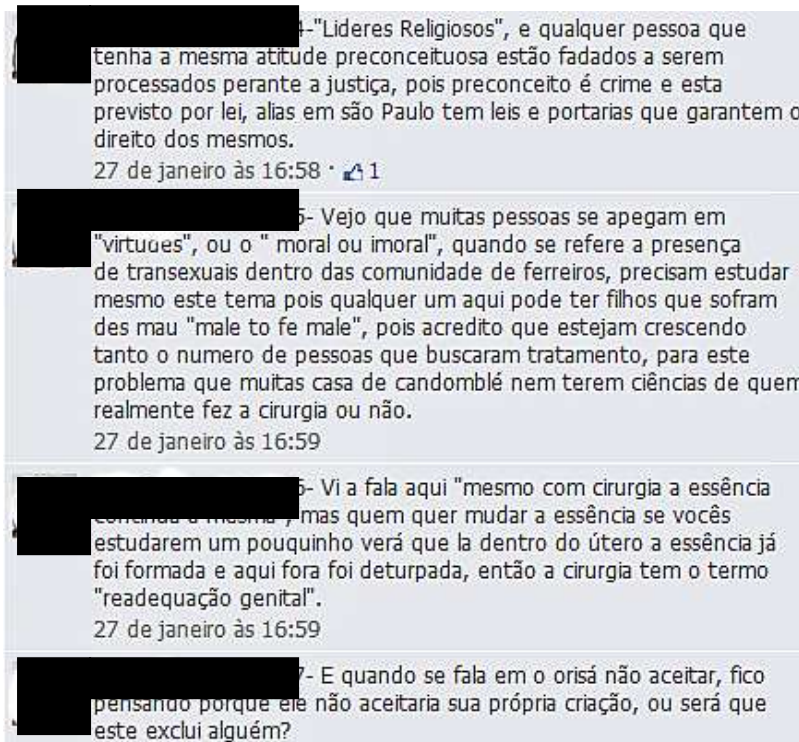 4-"Lideres Religiosos", e qualquer pessoa que
tenha a mesma atitude preconceituosa estão fadados a serem
processados perante a justiça, pois preconceito é crime e esta
previsto por lei, alias em são Paulo tem leis e portarias que garantem o
direito dos mesmos.
27 de janeiro às 16:58 · 1
5- Vejo que muitas pessoas se apegam em
"virtudes", ou o " moral ou imoral", quando se refere a presença
de transexuais dentro das comunidade de ferreiros, precisam estudar
mesmo este tema pois qualquer um aqui pode ter filhos que sofram
des mau "male to fe male", pois acredito que estejam crescendo
tanto o numero de pessoas que buscaram tratamento, para este
problema que muitas casa de candomblé nem terem ciências de quem
realmente fez a cirurgia ou não.
27 de janeiro às 16:59
6- Vi a fala aqui "mesmo com cirurgia a essência
continua a mesma", mas quem quer mudar a essência se vocês
estudarem um pouquinho verá que la dentro do útero a essência já
foi formada e aqui fora foi deturpada, então a cirurgia tem o termo
"readequação genital".
27 de janeiro às 16:59
7- E quando se fala em o orisá não aceitar, fico
pensando porque ele não aceitaria sua própria criação, ou será que
este exclui alguém?